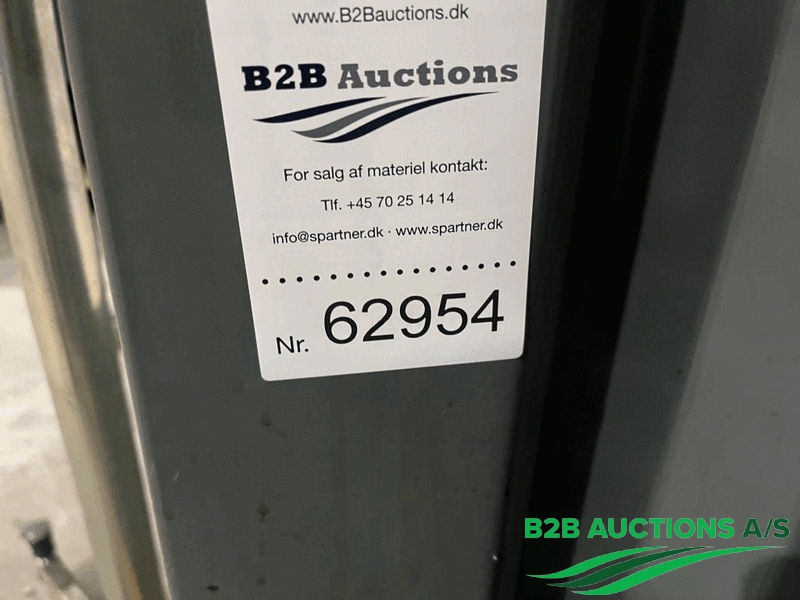 www.B2Bauctions.dk
B2B Auctions
For salg af materiel kontakt:
Tlf. +45 70 25 14 14
info@spartner.dk · www.spartner.dk
Nr. 62954
B2B AUCTIONS A/S